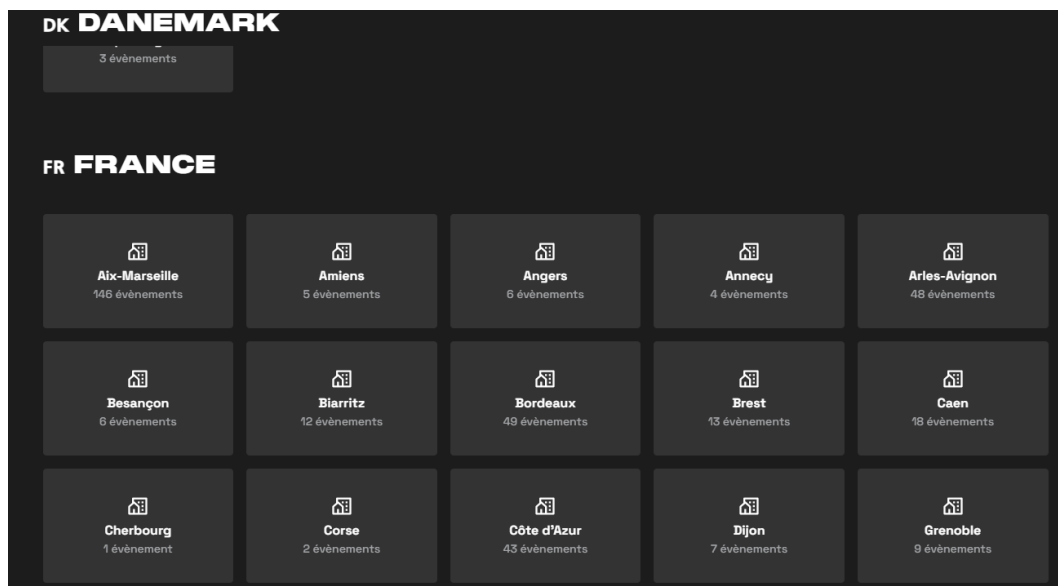 DK DANEMARK
3 évènements
FR FRANCE
Aix-Marseille
146 évènements
Amiens
5 évènements
Angers
6 évènements
Annecy
4 évènements
Arles-Avignon
48 évènements
Besançon
6 évènements
Biarritz
12 évènements
Bordeaux
49 évènements
Brest
13 évènements
Caen
18 évènements
Cherbourg
1 évènement
Corse
2 évènements
Côte d'Azur
43 évènements
Dijon
7 évènements
Grenoble
9 évènements